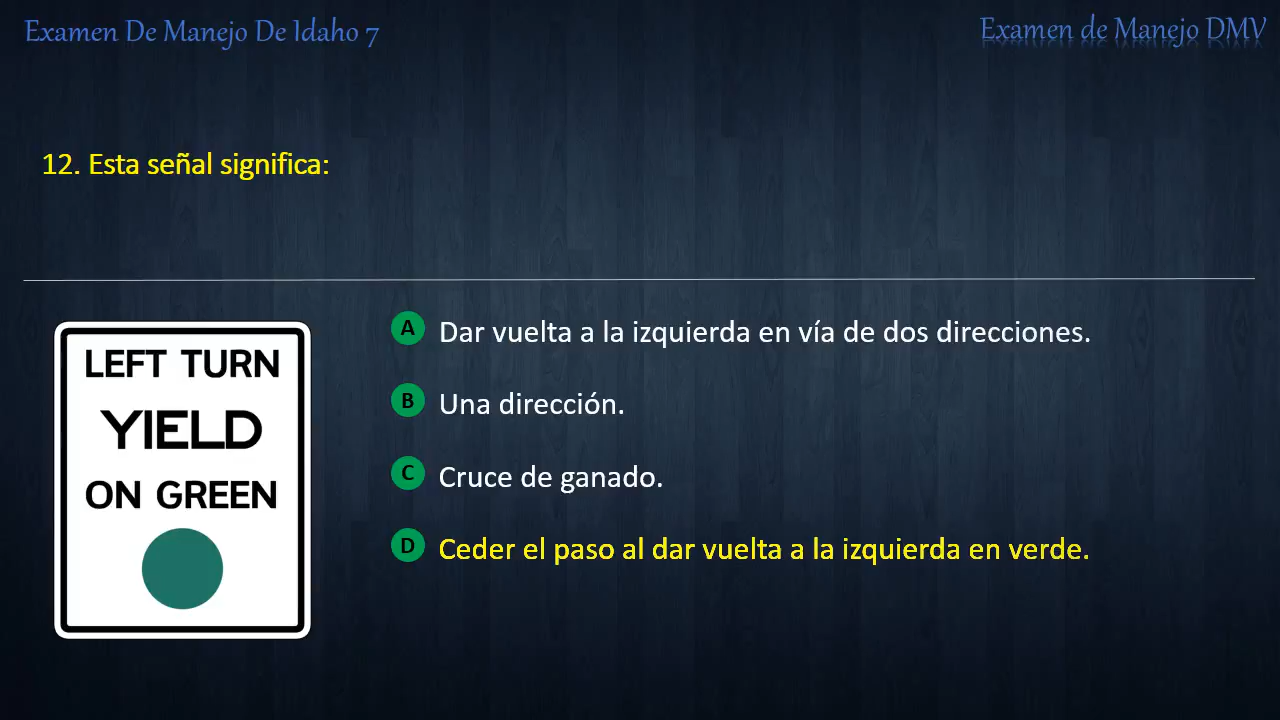 Examen De Manejo De Idaho 7
Examen de Manejo DMV
12. Esta señal significa:
LEFT TURN
YIELD
ON GREEN
A Dar vuelta a la izquierda en vía de dos direcciones.
B Una dirección.
C Cruce de ganado.
D Ceder el paso al dar vuelta a la izquierda en verde.